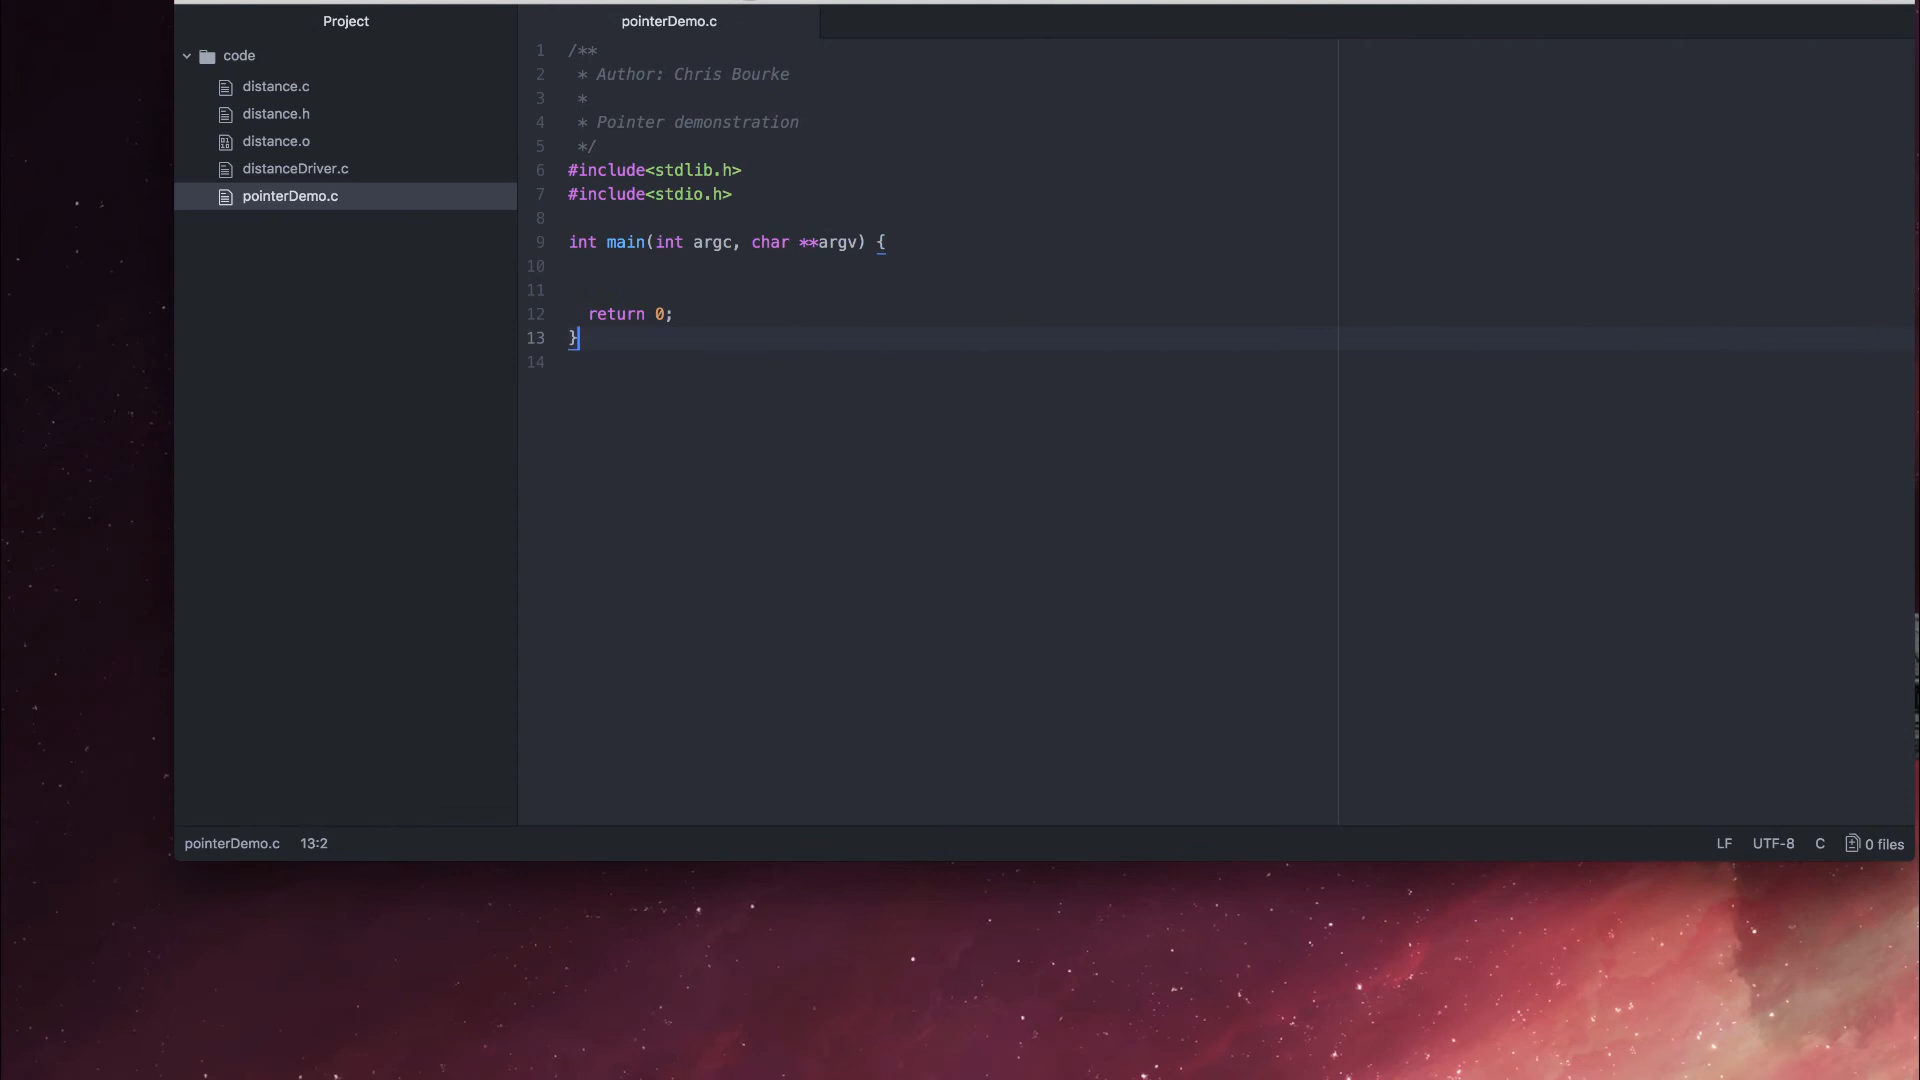 Project
code
distance.c
distance.h
distance.o
distanceDriver.c
pointerDemo.c
pointerDemo.c
1 /**
2  * Author: Chris Bourke
3  *
4  * Pointer demonstration
5  */
6 #include<stdlib.h>
7 #include<stdio.h>
8
9 int main(int argc, char **argv) {
10
11
12   return 0;
13 }
14
pointerDemo.c 13:2 LF UTF-8 C 0 files